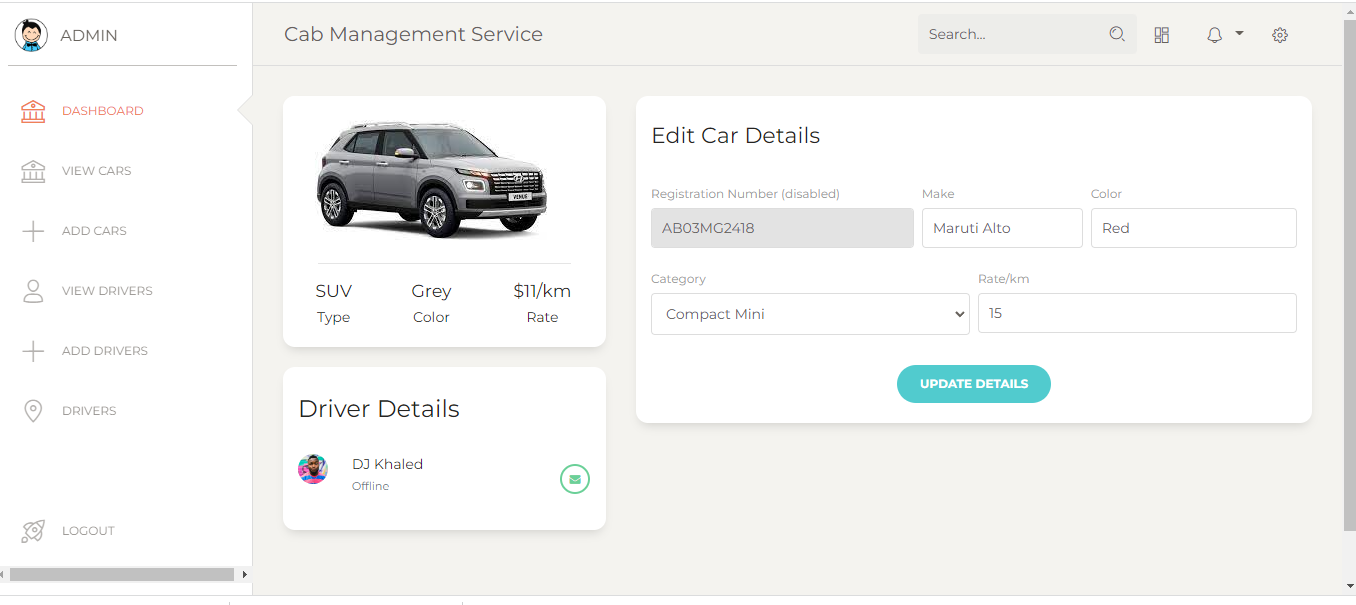 ADMIN
Cab Management Service
Search...
DASHBOARD
VIEW CARS
ADD CARS
VIEW DRIVERS
ADD DRIVERS
DRIVERS
LOGOUT
VENUE
SUV Grey $11/km
Type Color Rate
Driver Details
DJ Khaled
Offline
Edit Car Details
Registration Number (disabled) Make Color
AB03MG2418 Maruti Alto Red
Category Rate/km
Compact Mini 15
UPDATE DETAILS